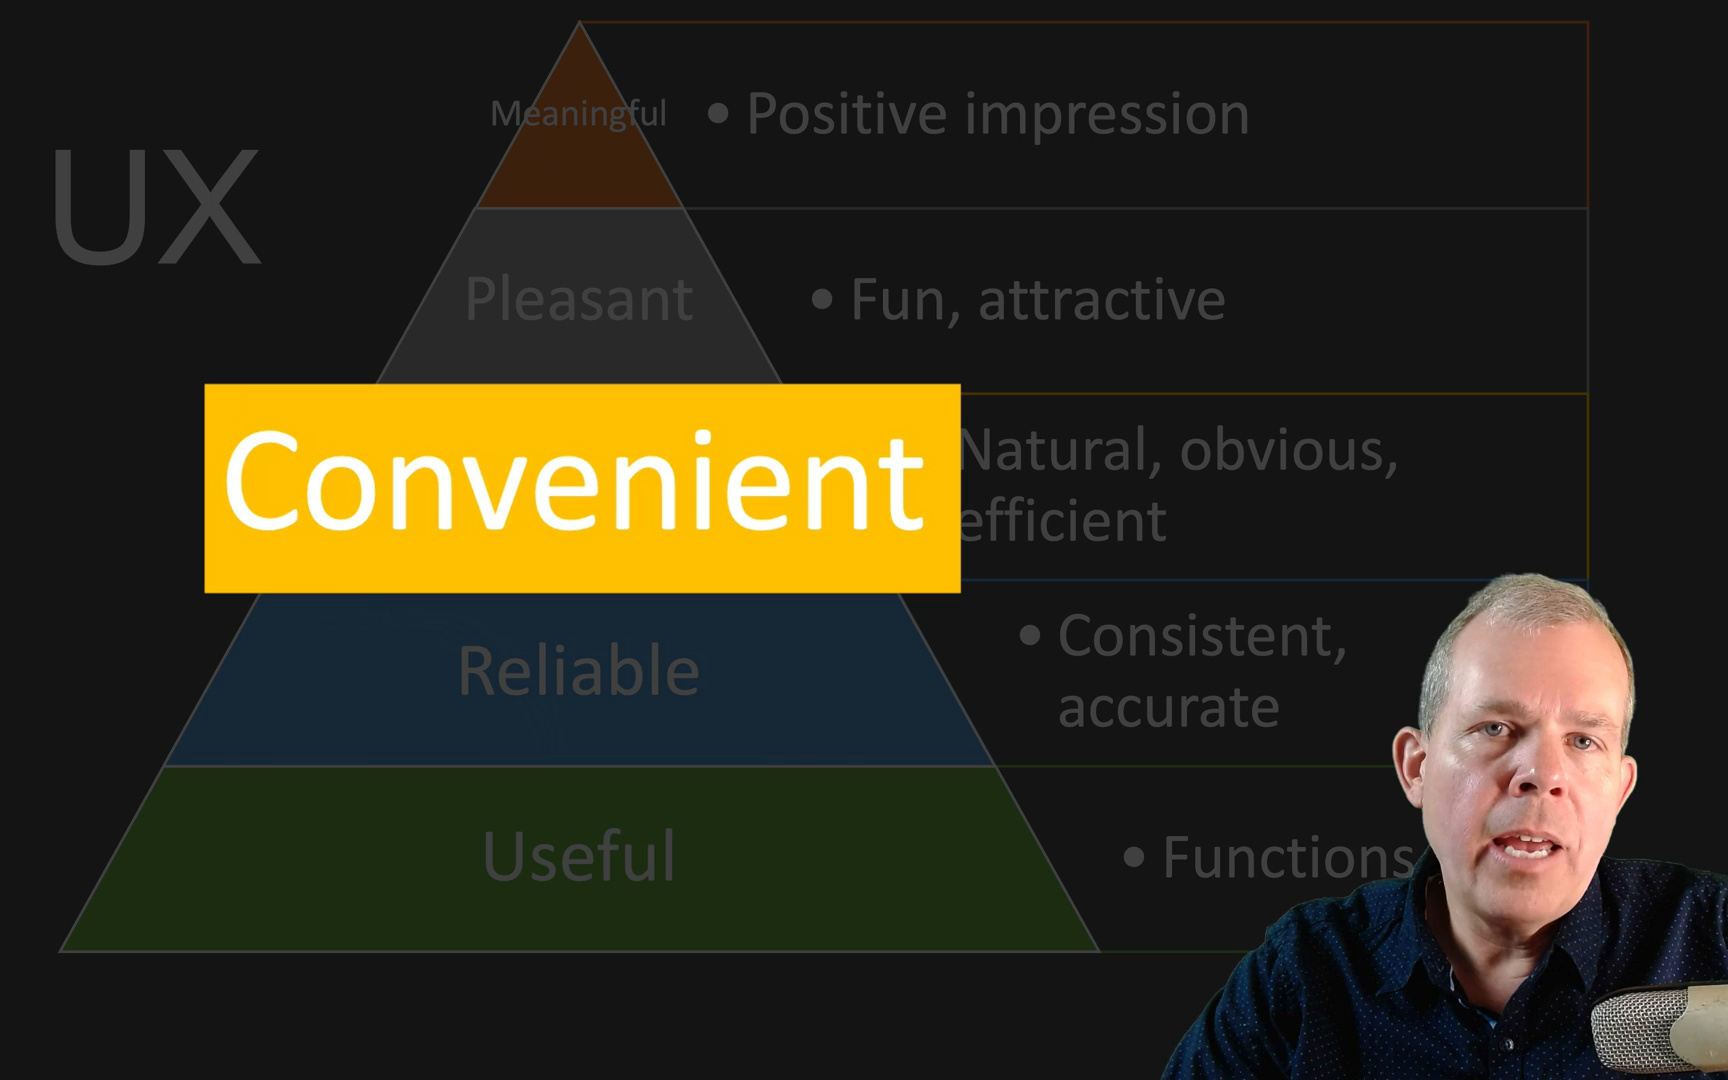 UX
Meaningful
• Positive impression
Pleasant
• Fun, attractive
Convenient
Natural, obvious,
efficient
Reliable
• Consistent,
accurate
Useful
• Functions